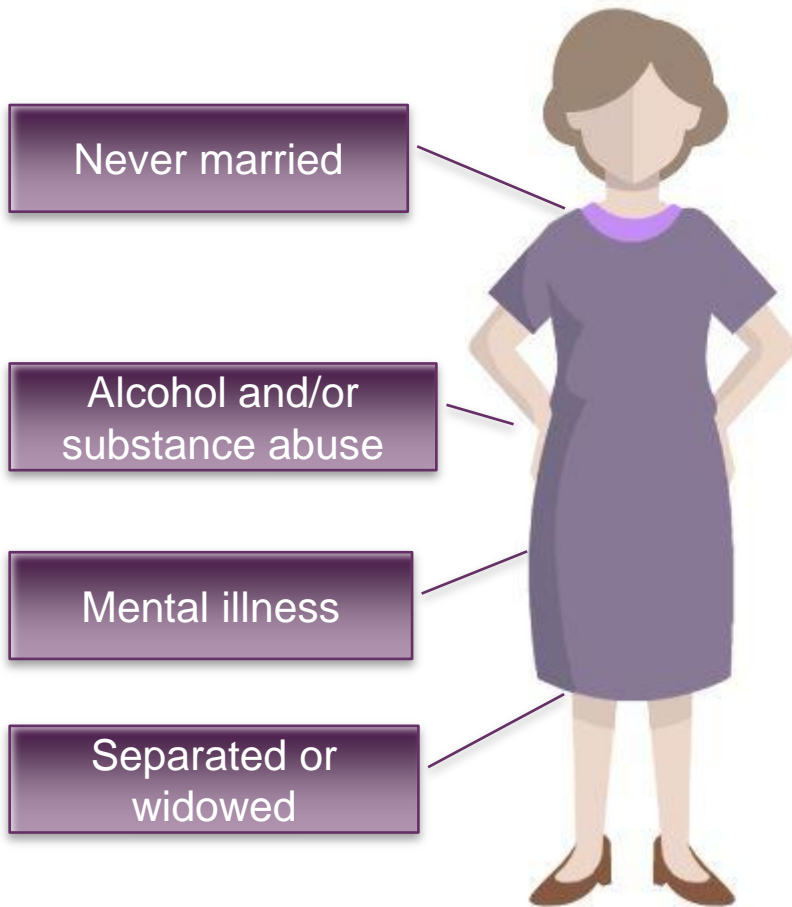 Never married
Alcohol and/or
substance abuse
Mental illness
Separated or
widowed